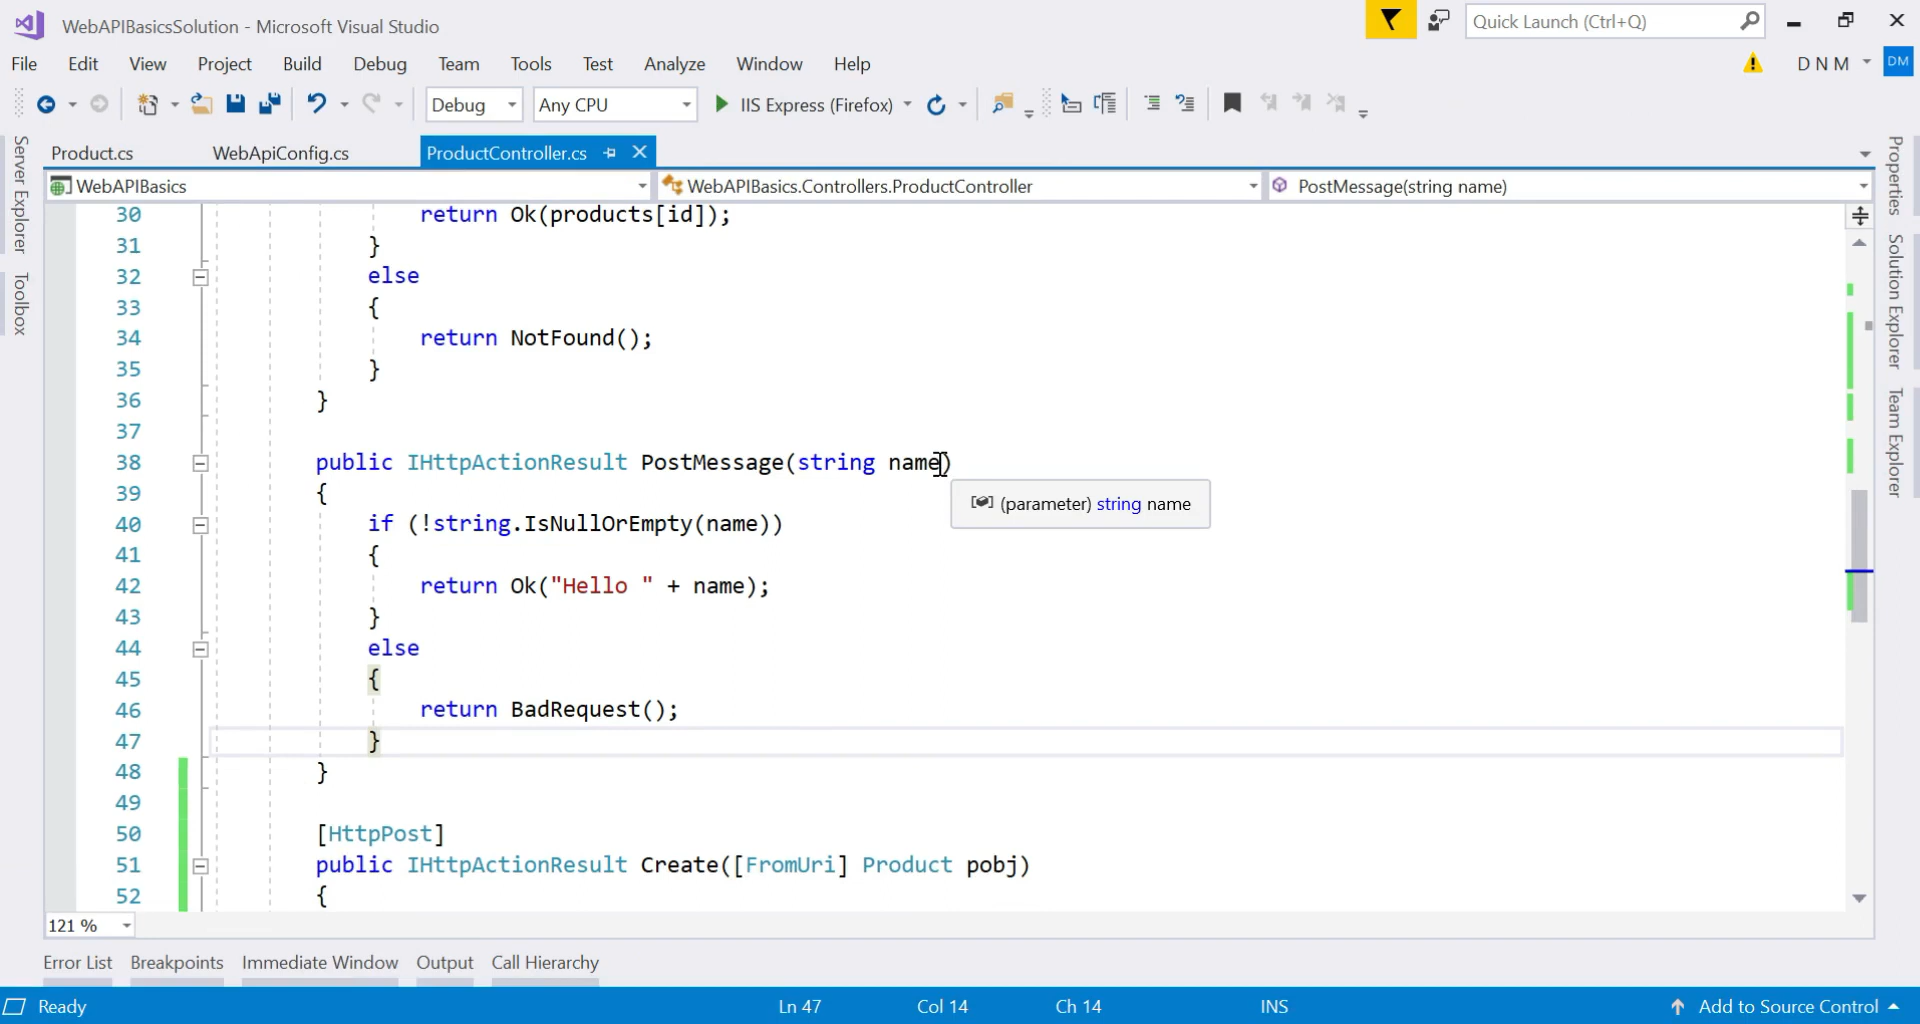 WebAPIBasicsSolution - Microsoft Visual Studio
Quick Launch (Ctrl+Q)
File Edit View Project Build Debug Team Tools Test Analyze Window Help
D N M DM
Debug Any CPU IIS Express (Firefox)
Server Explorer
Toolbox
Product.cs WebApiConfig.cs ProductController.cs
WebAPIBasics WebAPIBasics.Controllers.ProductController PostMessage(string name)
30 return Ok(products[id]);
31 }
32 else
33 {
34 return NotFound();
35 }
36 }
37
38 public IHttpActionResult PostMessage(string name)
39 {
(parameter) string name
40 if (!string.IsNullOrEmpty(name))
41 {
42 return Ok("Hello " + name);
43 }
44 else
45 {
46 return BadRequest();
47 }
48 }
49
50 [HttpPost]
51 public IHttpActionResult Create([FromUri] Product pobj)
52 {
Properties
Solution Explorer
Team Explorer
121 %
Error List Breakpoints Immediate Window Output Call Hierarchy
Ready Ln 47 Col 14 Ch 14 INS Add to Source Control